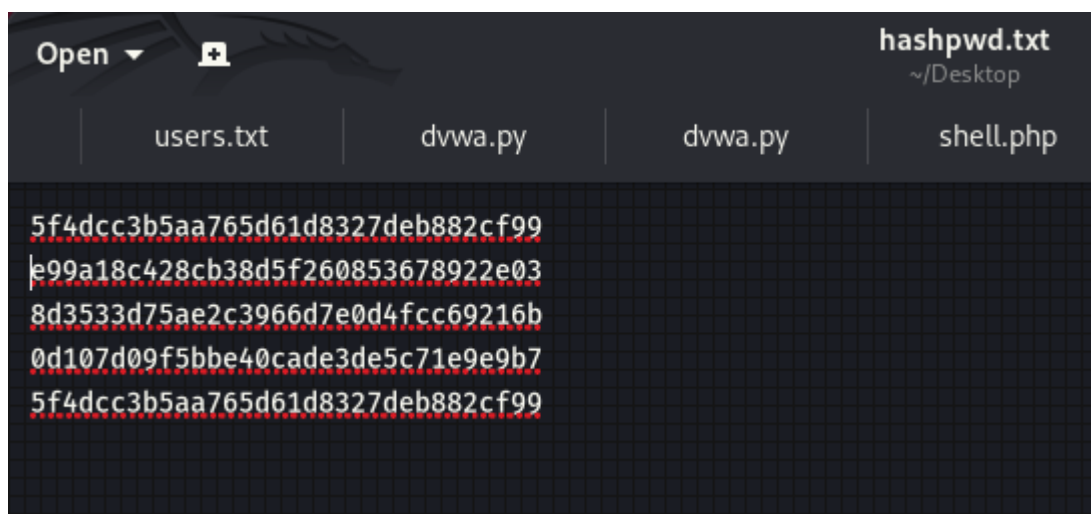 Open
hashpwd.txt
~/Desktop
users.txt
dvwa.py
dvwa.py
shell.php
5f4dcc3b5aa765d61d8327deb882cf99
e99a18c428cb38d5f260853678922e03
8d3533d75ae2c3966d7e0d4fcc69216b
0d107d09f5bbe40cade3de5c71e9e9b7
5f4dcc3b5aa765d61d8327deb882cf99